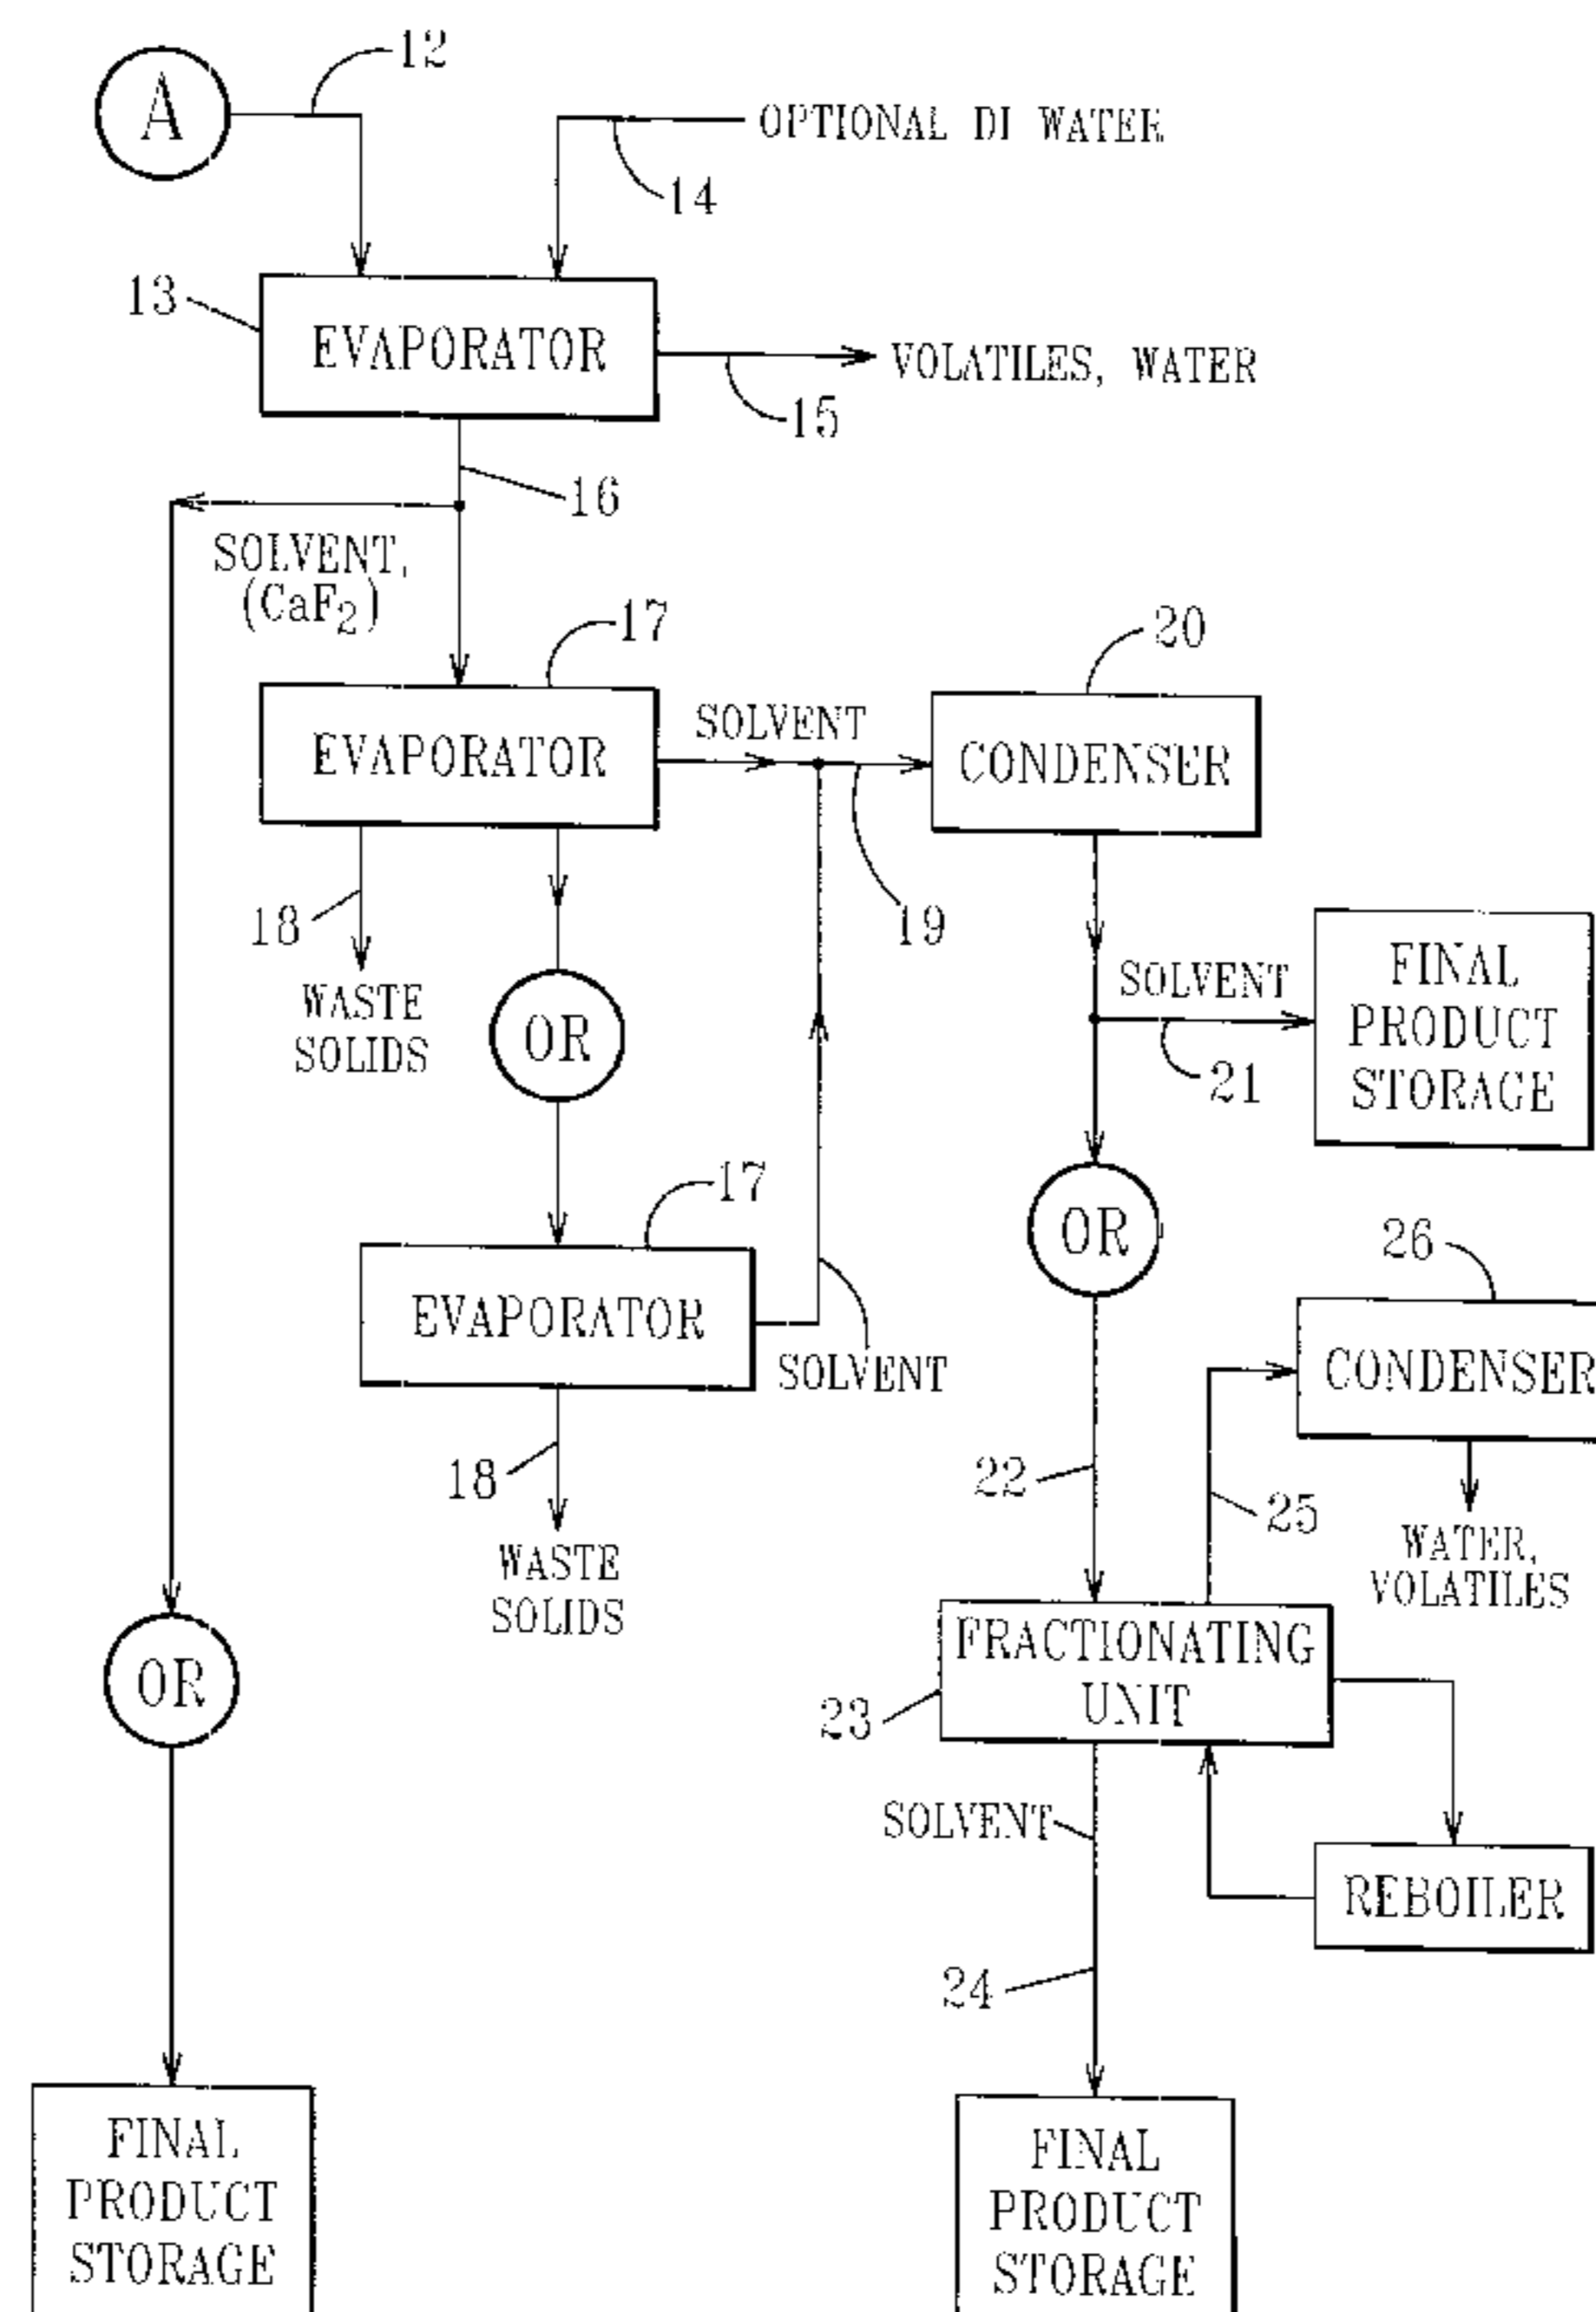 A
12
OPTIONAL DI WATER
14
13
EVAPORATOR
VOLATILES, WATER
15
16
SOLVENT,
(CaF2)
17
20
EVAPORATOR
SOLVENT
CONDENSER
18
19
WASTE
SOLIDS
OR
SOLVENT
21
FINAL
PRODUCT
STORAGE
17
EVAPORATOR
SOLVENT
OR
26
CONDENSER
18
22
25
WASTE
SOLIDS
WATER,
VOLATILES
OR
FRACTIONATING
UNIT
23
SOLVENT
REBOILER
24
FINAL
PRODUCT
STORAGE
FINAL
PRODUCT
STORAGE